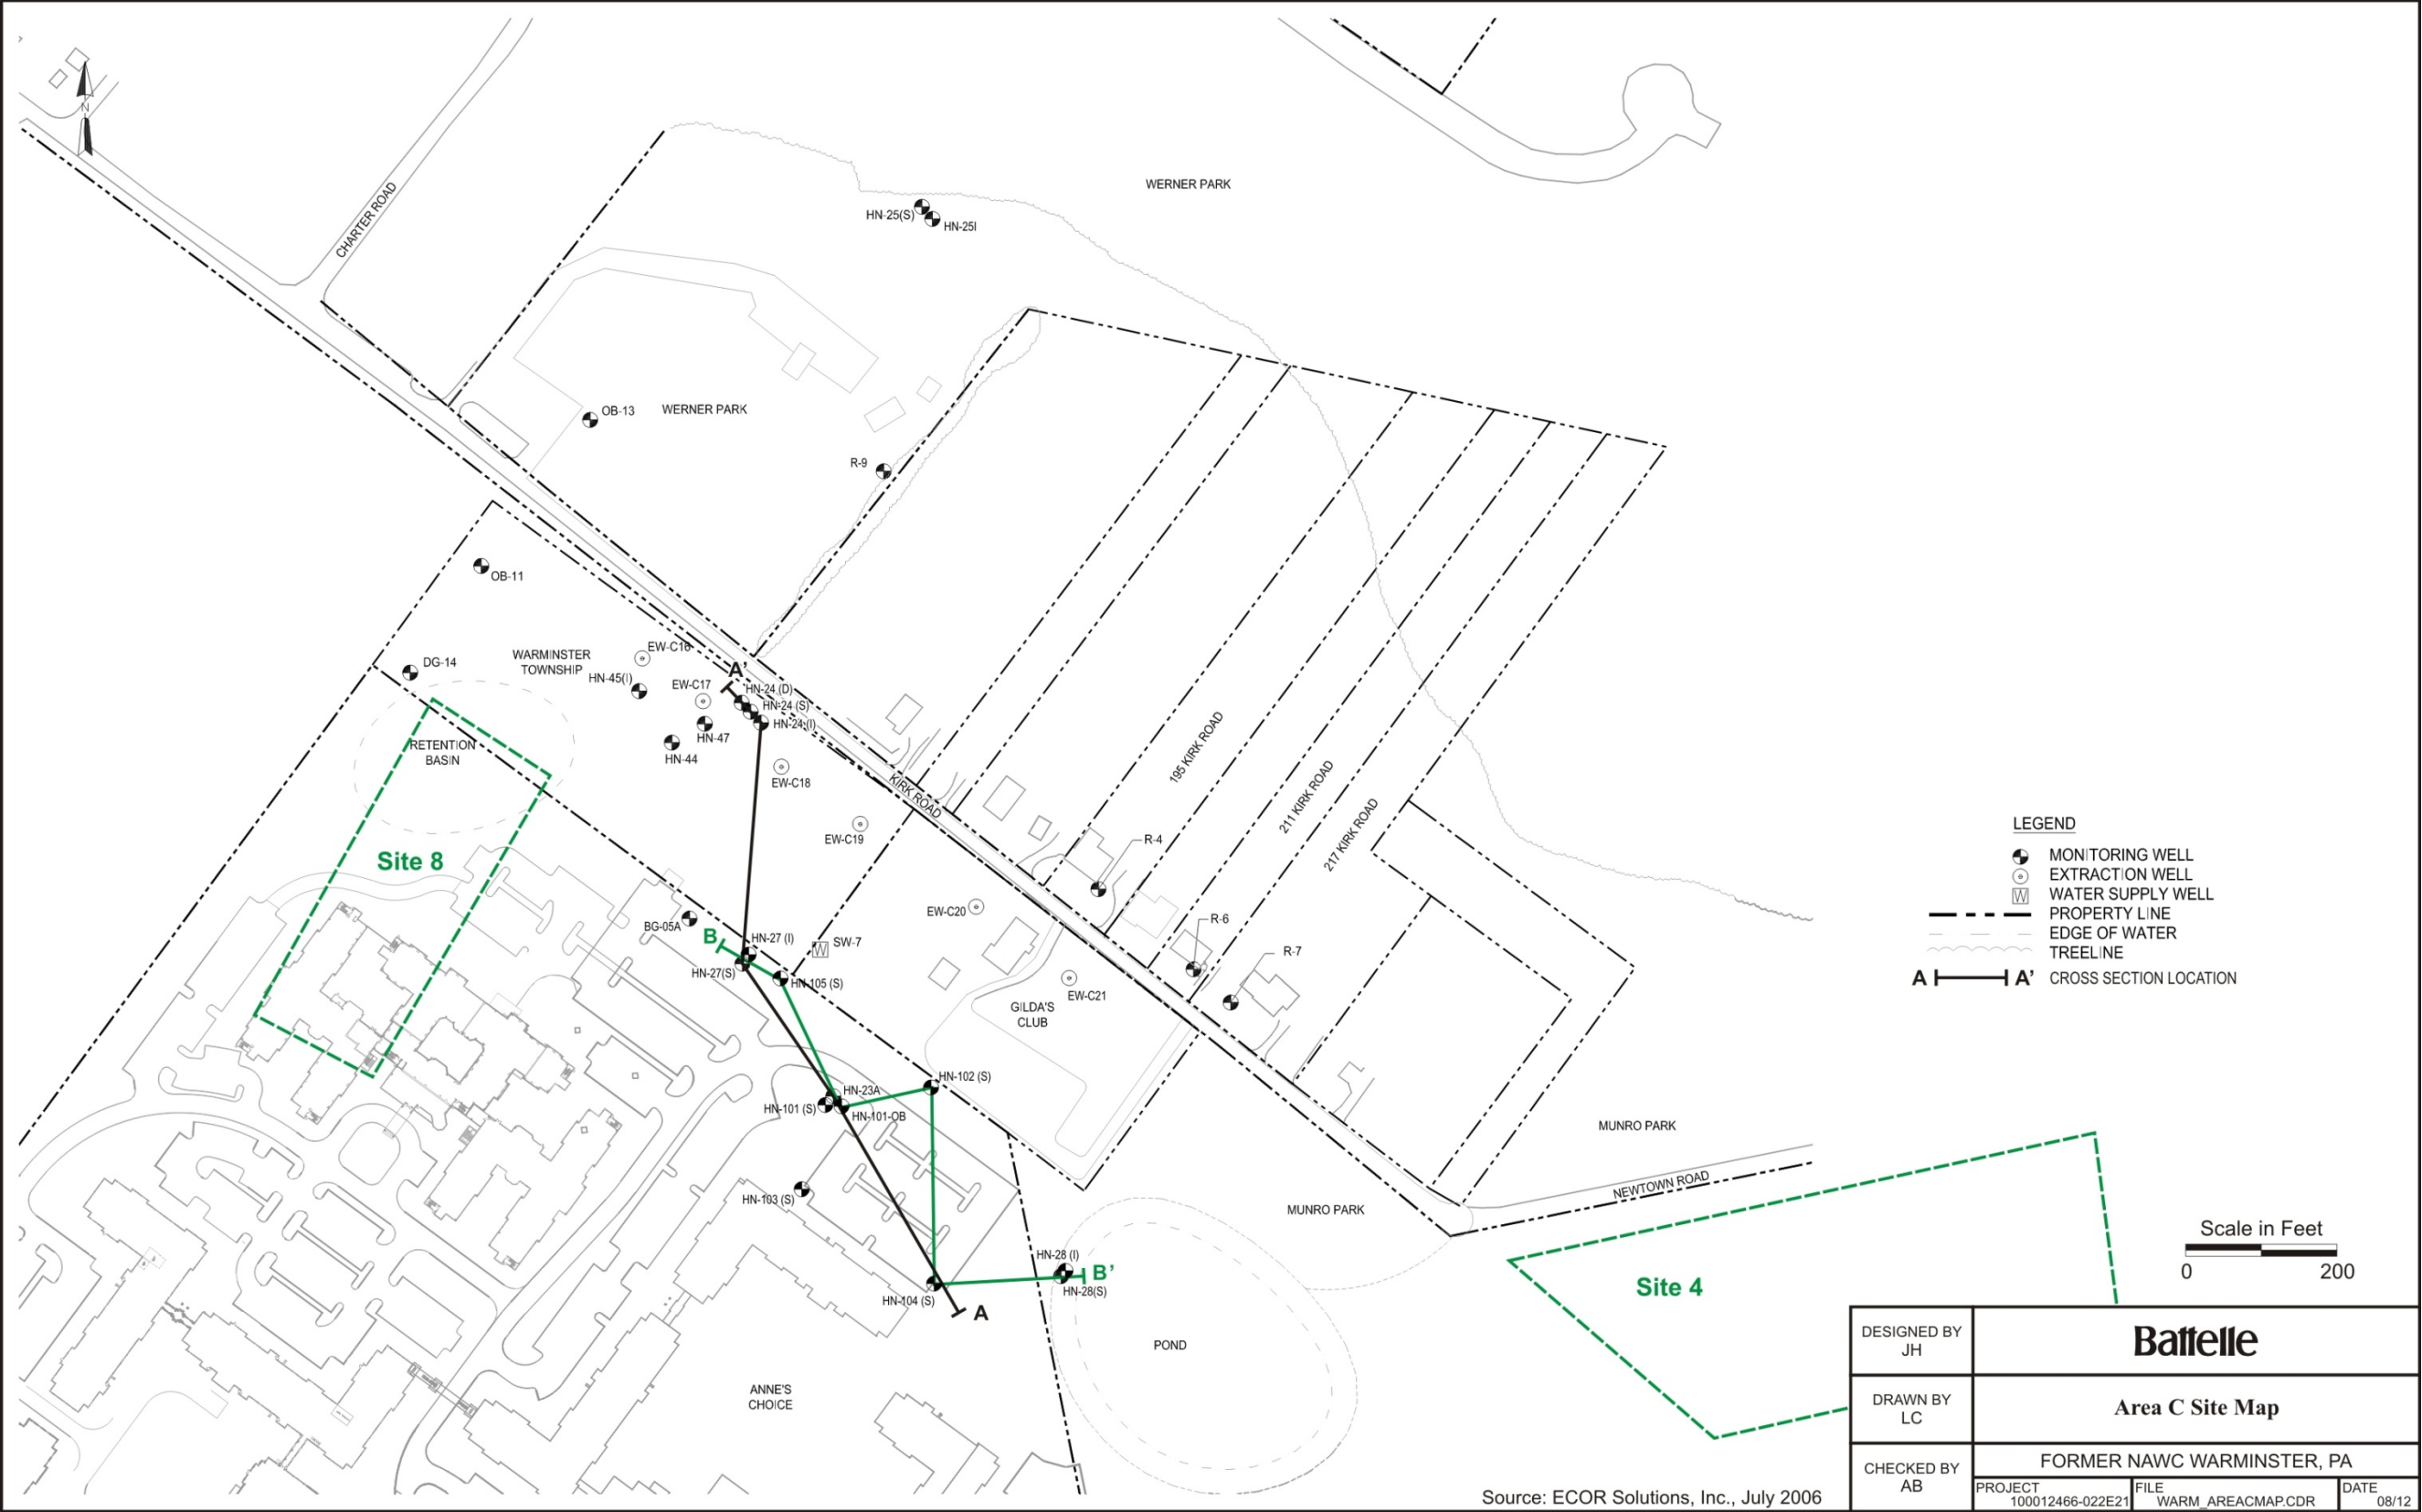 N
CHARTER ROAD
WERNER PARK
HN-25(S)
HN-25I
OB-13
WERNER PARK
R-9
OB-11
WARMINSTER
TOWNSHIP
DG-14
EW-C16
HN-45(I)
EW-C17
A'
HN-24 (D)
HN-24 (S)
HN-24 (I)
HN-47
HN-44
EW-C18
RETENTION
BASIN
KIRK ROAD
195 KIRK ROAD
211 KIRK ROAD
217 KIRK ROAD
EW-C19
R-4
Site 8
EW-C20
R-6
BG-05A
B
HN-27 (I)
SW-7
W
HN-27(S)
HN-105 (S)
R-7
EW-C21
GILDA'S
CLUB
HN-102 (S)
HN-23A
HN-101 (S)
HN-101-OB
HN-103 (S)
MUNRO PARK
NEWTOWN ROAD
MUNRO PARK
HN-28 (I)
B'
HN-28(S)
HN-104 (S)
A
Site 4
POND
ANNE'S
CHOICE
LEGEND
MONITORING WELL
EXTRACTION WELL
W WATER SUPPLY WELL
PROPERTY LINE
EDGE OF WATER
TREELINE
A A' CROSS SECTION LOCATION
Scale in Feet
0 200
DESIGNED BY
JH
Battelle
DRAWN BY
LC
Area C Site Map
CHECKED BY
AB
FORMER NAWC WARMINSTER, PA
PROJECT
100012466-022E21
FILE
WARM_AREACMAP.CDR
DATE
08/12
Source: ECOR Solutions, Inc., July 2006